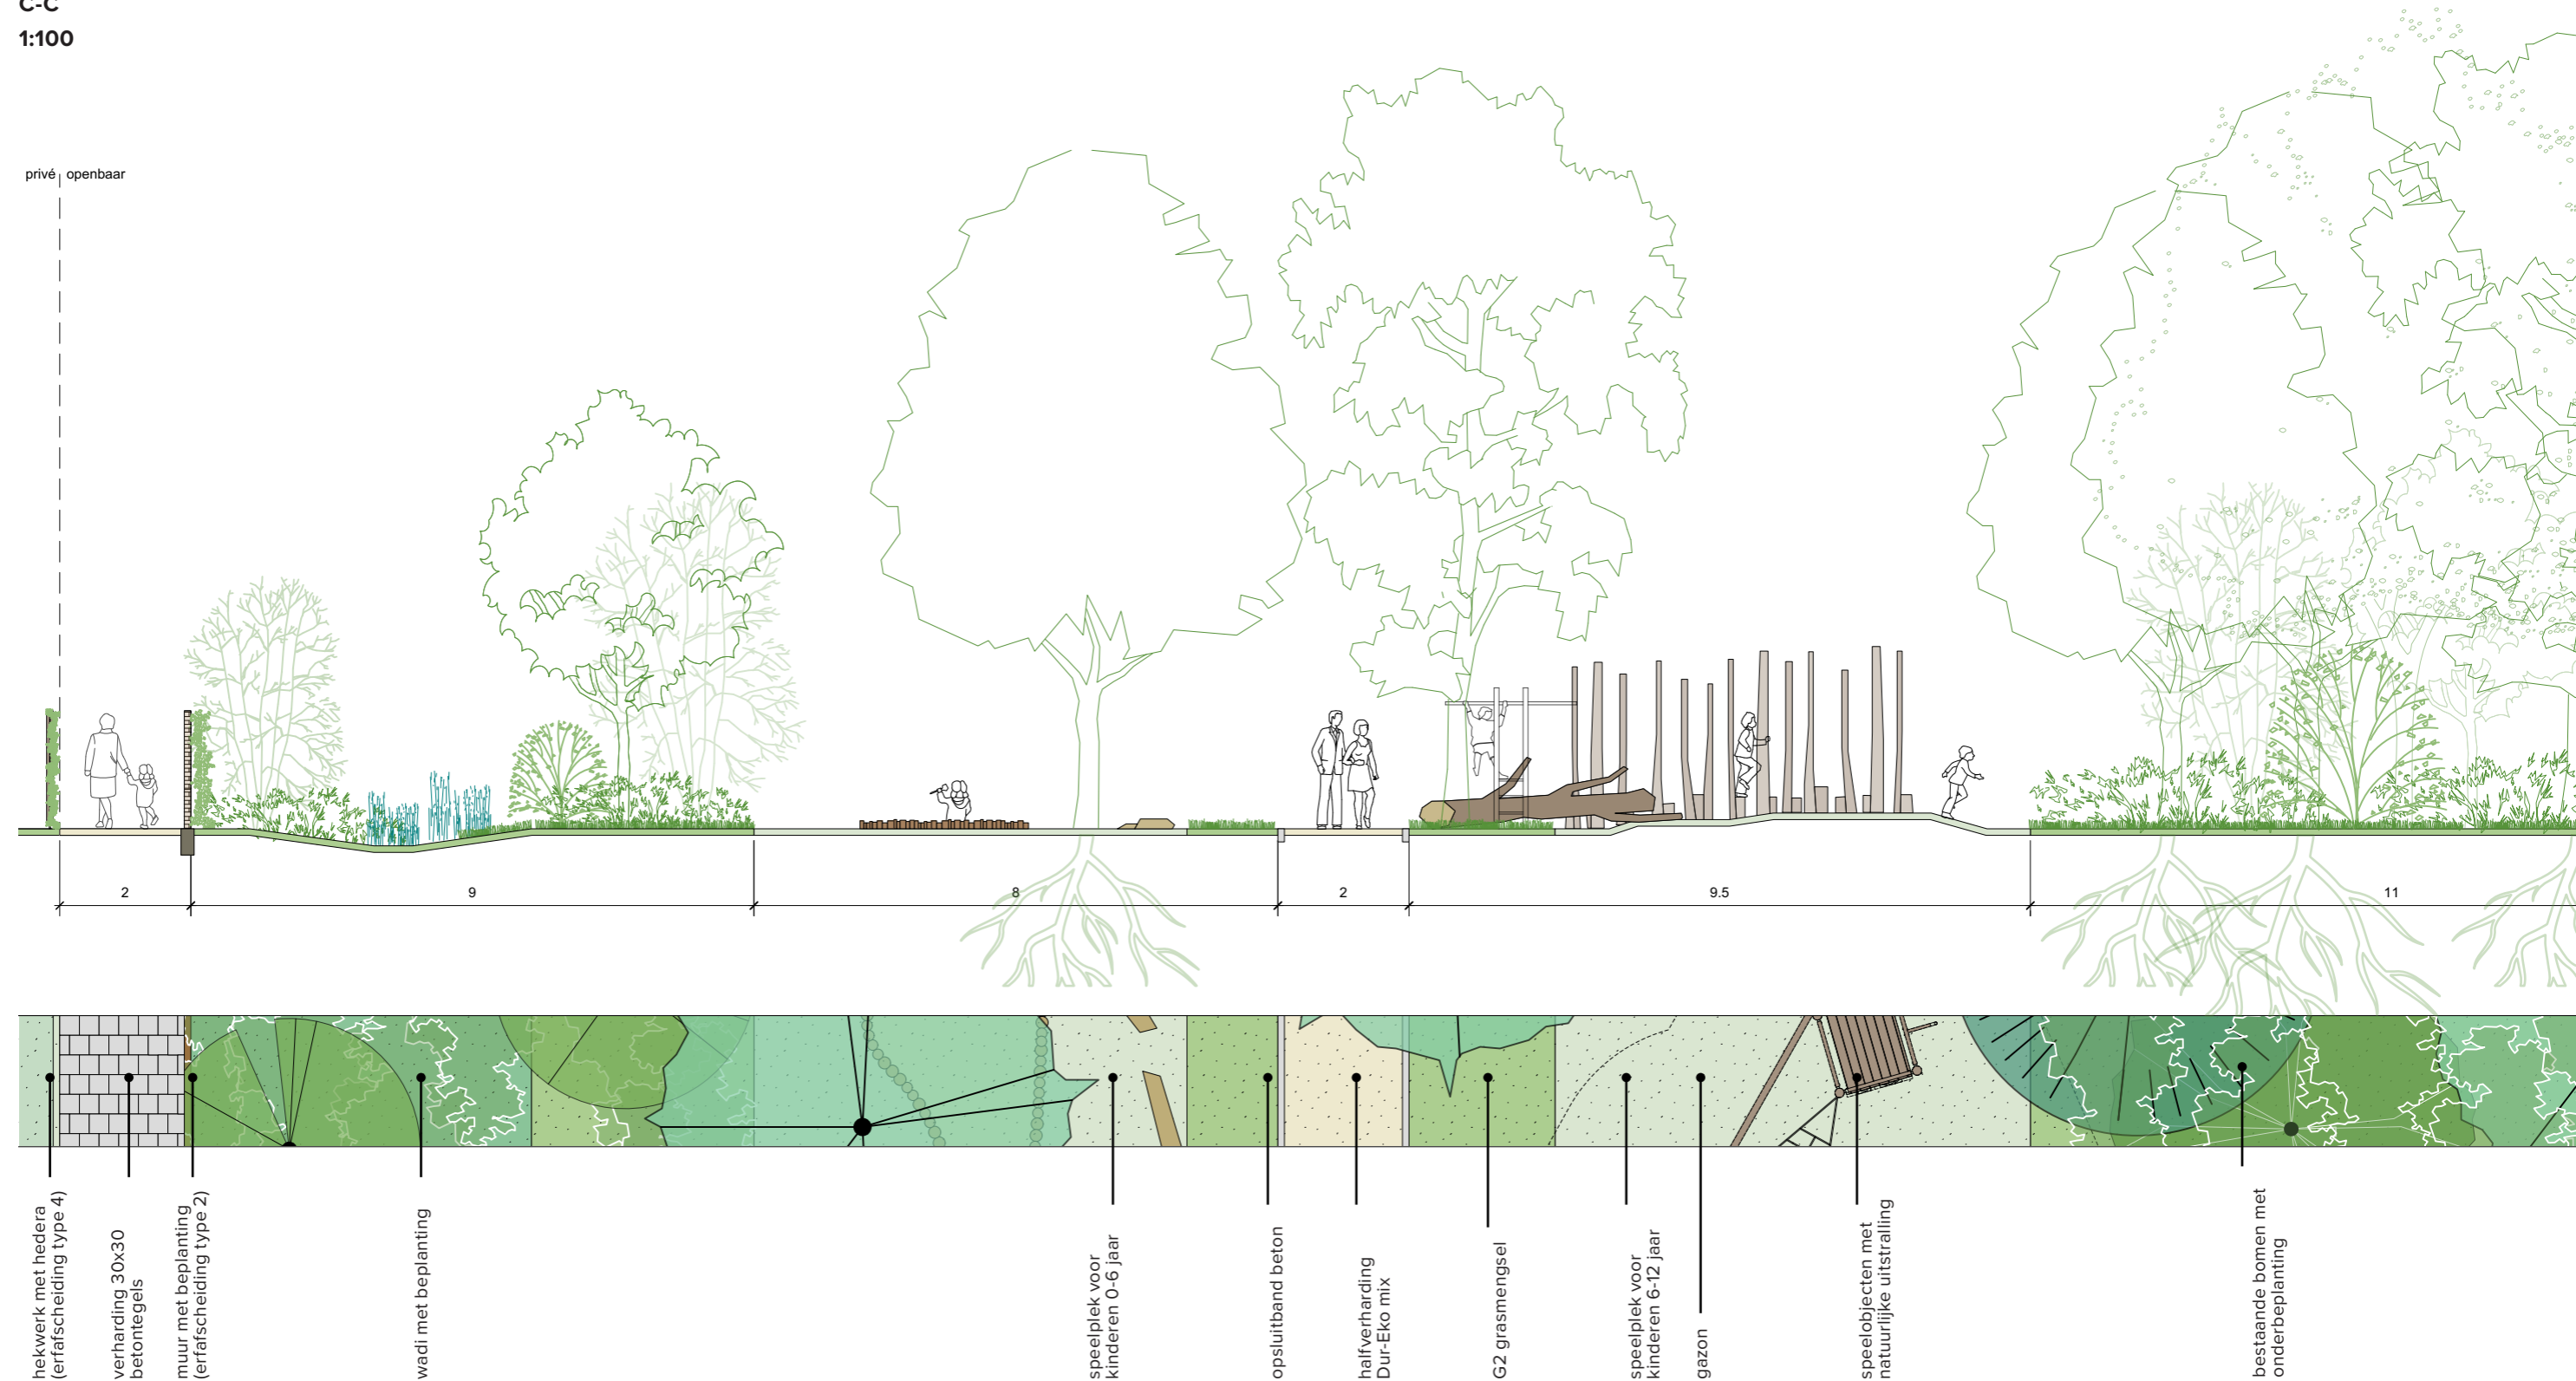 C-C
1:100
privé
openbaar
2
9
8
2
9.5
11
hekwerk met hedera
(erfafscheiding type 4)
verharding 30x30
betontegels
muur met beplanting
(erfafscheiding type 2)
wadi met beplanting
speelplek voor
kinderen 0-6 jaar
opsluitband beton
halfverharding
Dur-Eko mix
G2 grasmengsel
speelplek voor
kinderen 6-12 jaar
gazon
speelobjecten met
natuurlijke uitstralling
bestaande bomen met
onderbeplanting